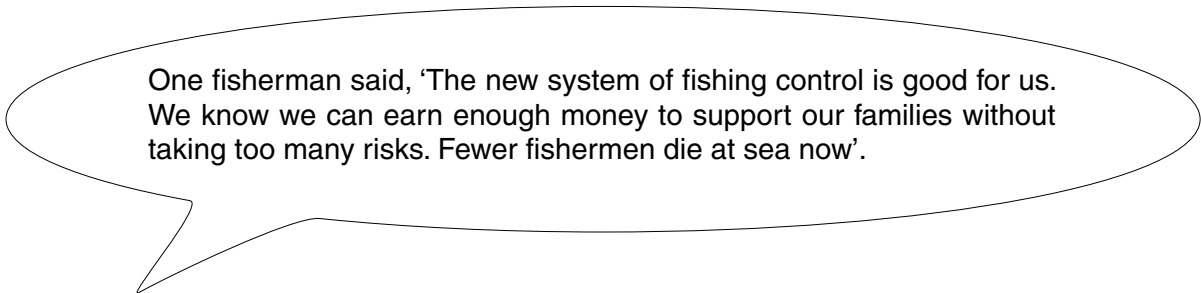 One fisherman said, ‘The new system of fishing control is good for us.
We know we can earn enough money to support our families without
taking too many risks. Fewer fishermen die at sea now’.